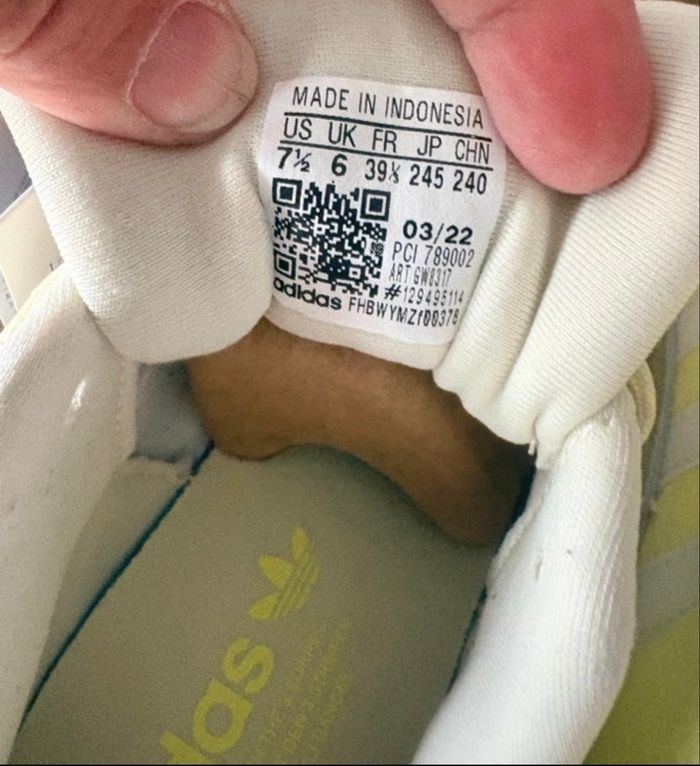 MADE IN INDONESIA
US UK FR JP CHN
7½ 6 39⅓ 245 240
03/22
PCI 789002
ART GW8317
#129495114
adidas FHBWYMZf00378
adidas